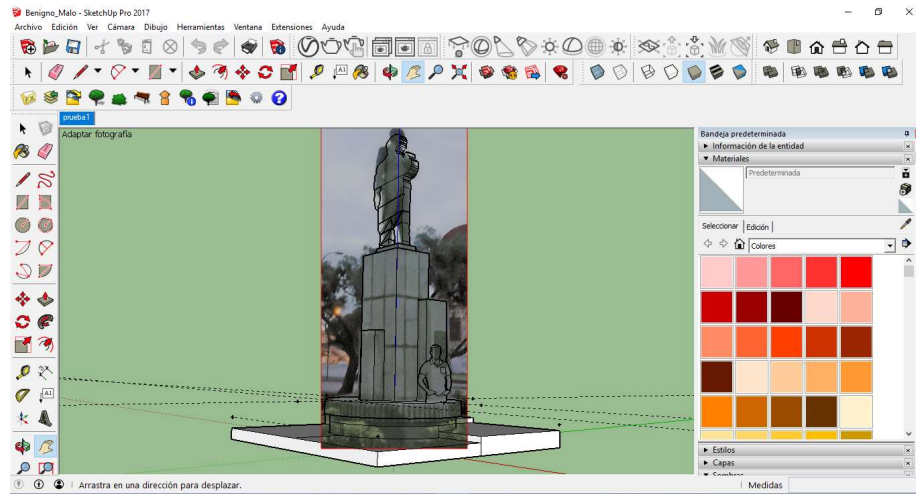 Benigno_Malo - SketchUp Pro 2017
Archivo Edición Ver Cámara Dibujo Herramientas Ventana Extensiones Ayuda
prueba1
Adaptar fotografía
Bandeja predeterminada
Información de la entidad
Materiales
Predeterminada
Seleccionar Edición
Colores
Estilos
Capas
Sombras
Arrastra en una dirección para desplazar.
Medidas